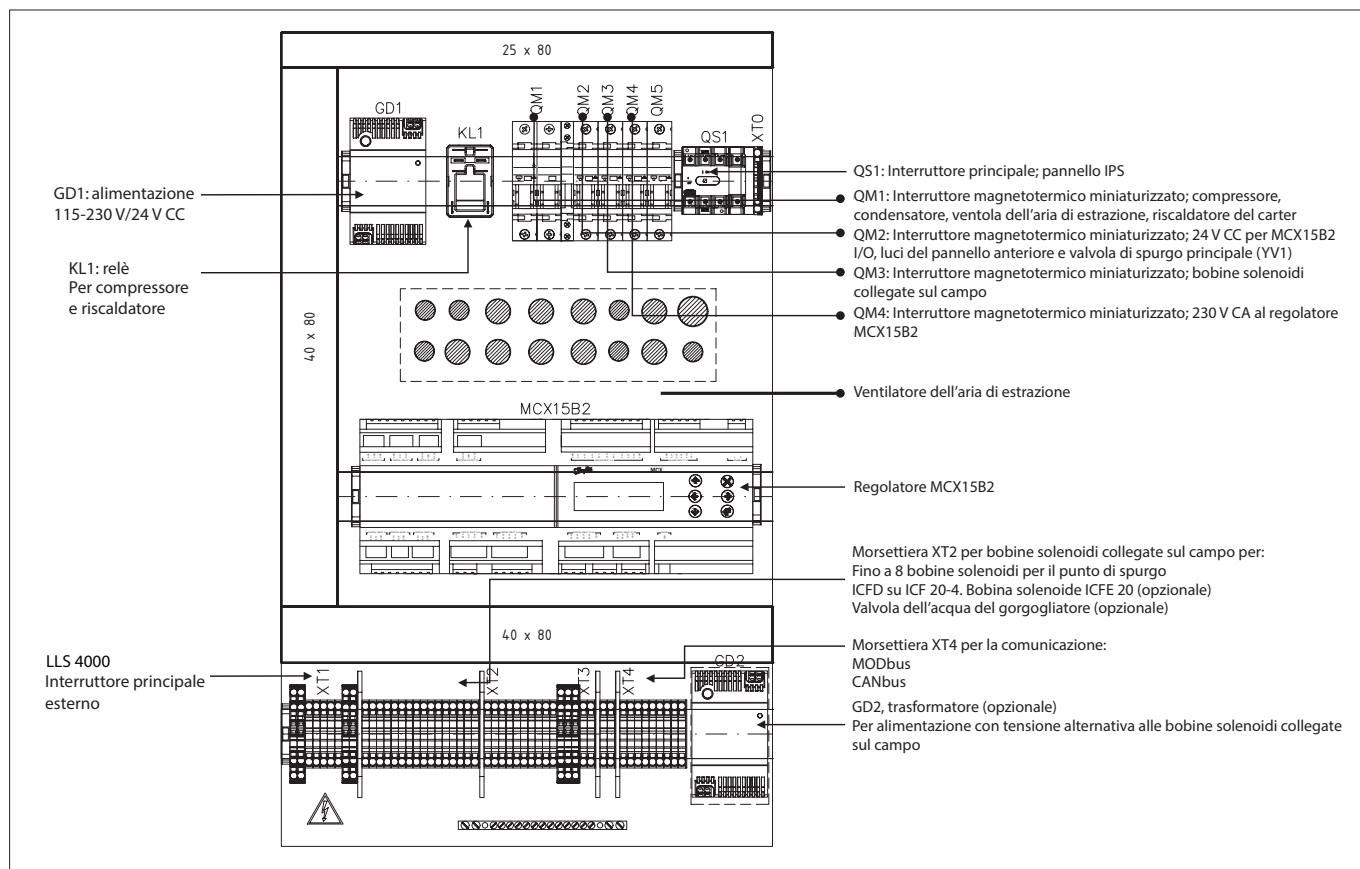 25 x 80
GD1
KL1
QM1
QM2
QM3
QM4
QM5
QS1
XT0
GD1: alimentazione
115-230 V/24 V CC
KL1: relè
Per compressore
e riscaldatore
40 x 80
QS1: Interruttore principale; pannello IPS
QM1: Interruttore magnetotermico miniaturizzato; compressore,
condensatore, ventola dell'aria di estrazione, riscaldatore del carter
QM2: Interruttore magnetotermico miniaturizzato; 24 V CC per MCX15B2
I/O, luci del pannello anteriore e valvola di spurgo principale (YV1)
QM3: Interruttore magnetotermico miniaturizzato; bobine solenoidi
collegate sul campo
QM4: Interruttore magnetotermico miniaturizzato; 230 V CA al regolatore
MCX15B2
Ventilatore dell'aria di estrazione
MCX15B2
MCX
Regolatore MCX15B2
Morsettiera XT2 per bobine solenoidi collegate sul campo per:
Fino a 8 bobine solenoidi per il punto di spurgo
ICFD su ICF 20-4. Bobina solenoide ICFE 20 (opzionale)
Valvola dell'acqua del gorgogliatore (opzionale)
40 x 80
LLS 4000
Interruttore principale
esterno
XT1
XT2
XT3
XT4
GD2
Morsettiera XT4 per la comunicazione:
MODbus
CANbus
GD2, trasformatore (opzionale)
Per alimentazione con tensione alternativa alle bobine solenoidi collegate
sul campo